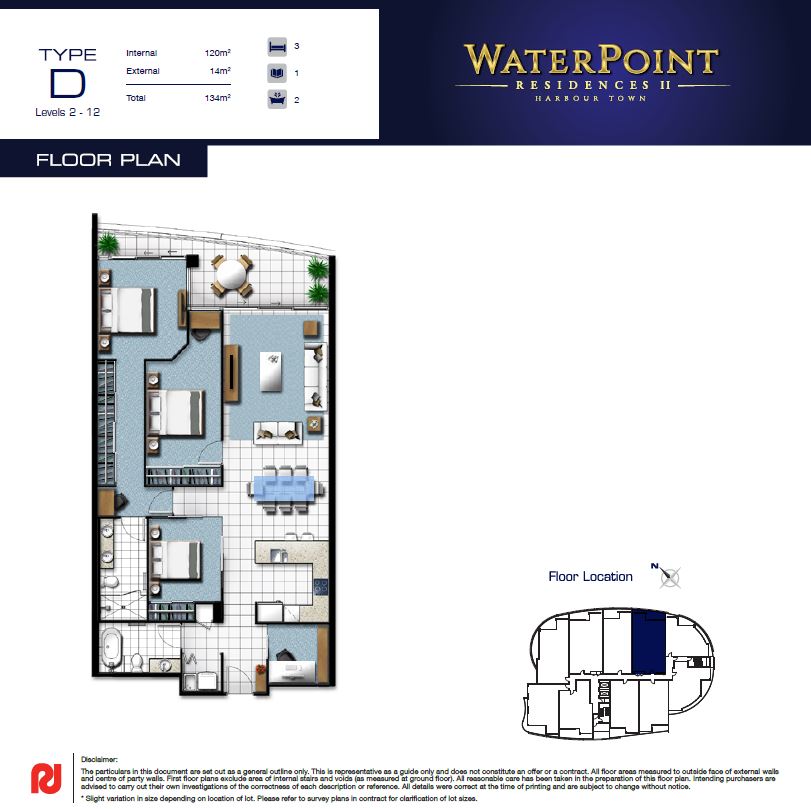 TYPE
D
Levels 2 - 12
Internal 120m²
External 14m²
Total 134m²
3
1
2
WATERPOINT
RESIDENCES II
HARBOUR TOWN
FLOOR PLAN
Floor Location
N
Disclaimer:
The particulars in this document are set out as a general outline only. This is representative as a guide only and does not constitute an offer or a contract. All floor areas measured to outside face of external walls
and centre of party walls. First floor plans exclude area of internal stairs and voids (as measured at ground floor). All reasonable care has been taken in the preparation of this floor plan. Intending purchasers are
advised to carry out their own investigations of the correctness of each description or reference. All details were correct at the time of printing and are subject to change without notice.
* Slight variation in size depending on location of lot. Please refer to survey plans in contract for clarification of lot sizes.